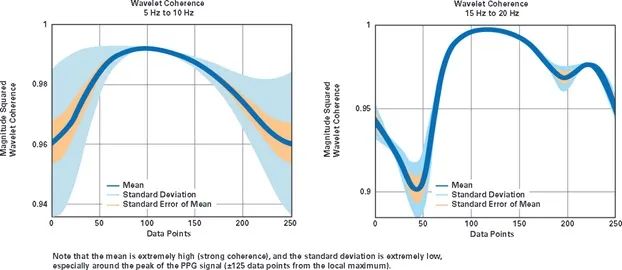 Wavelet Coherence
5 Hz to 10 Hz
1
0.98
0.96
0.94
Magnitude Squared
Wavelet Coherence
Mean
Standard Deviation
Standard Error of Mean
0 50 100 150 200 250
Data Points
Wavelet Coherence
15 Hz to 20 Hz
1
0.95
0.9
Magnitude Squared
Wavelet Coherence
Mean
Standard Deviation
Standard Error of Mean
0 50 100 150 200 250
Data Points
Note that the mean is extremely high (strong coherence), and the standard deviation is extremely low,
especially around the peak of the PPG signal (±125 data points from the local maximum).